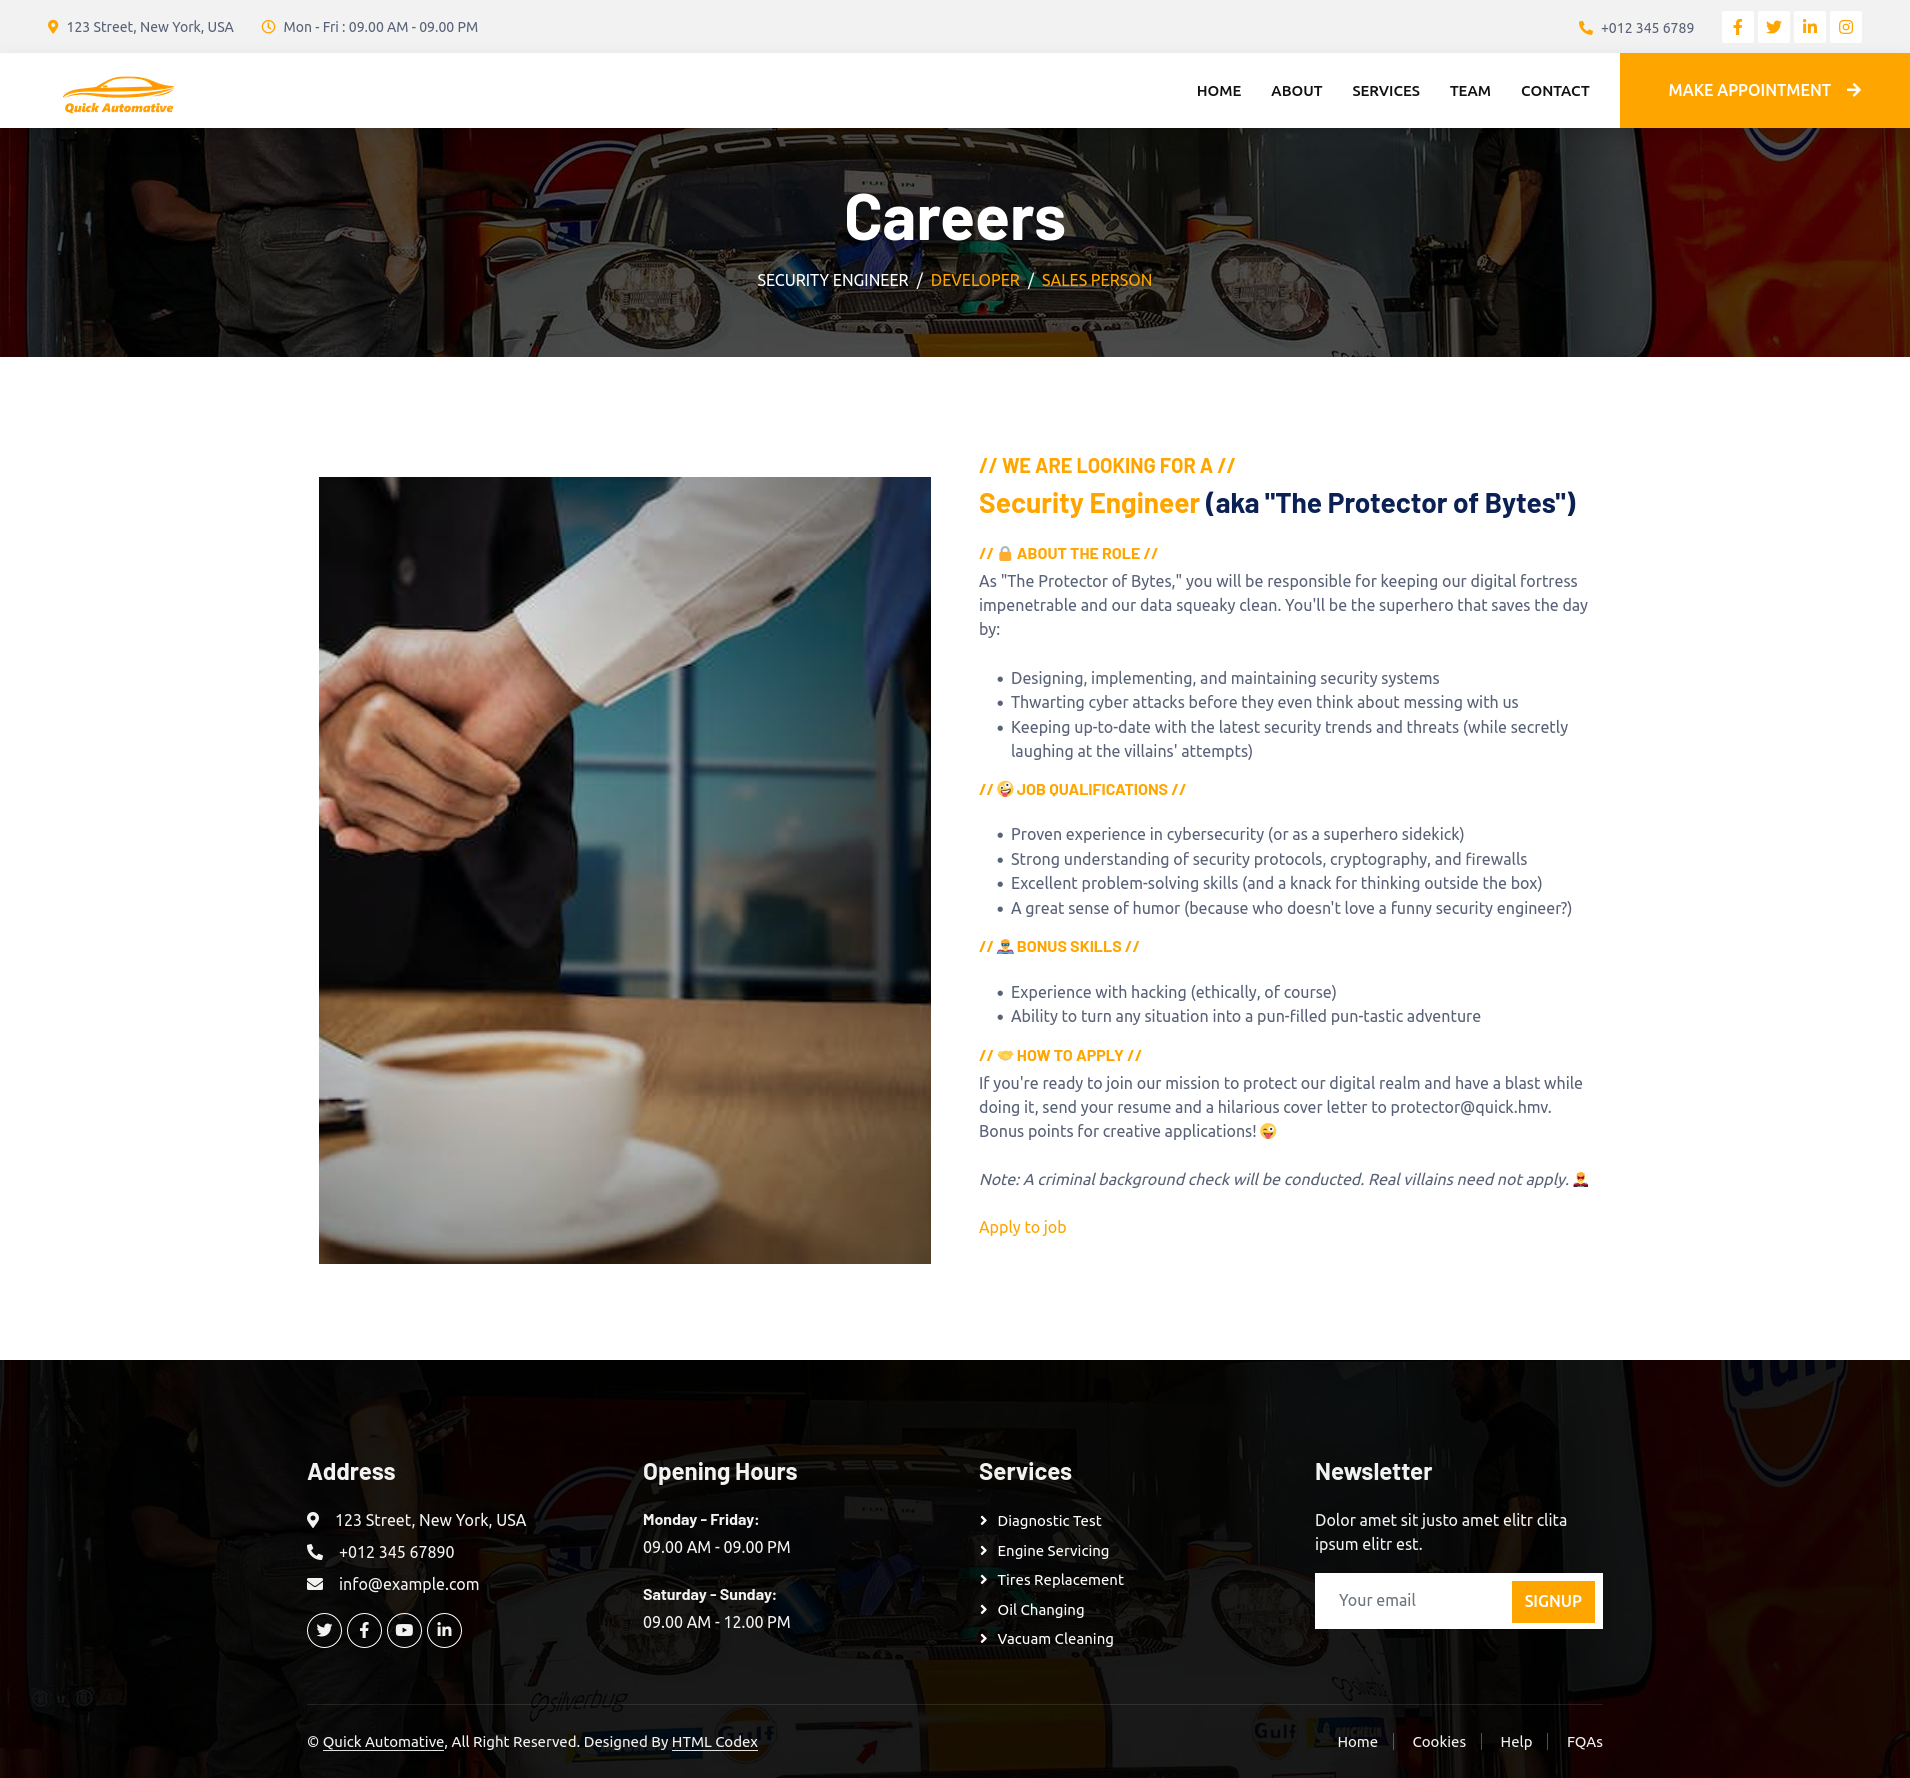 123 Street, New York, USA
Mon - Fri : 09.00 AM - 09.00 PM
+012 345 6789
Quick Automotive
HOME
ABOUT
SERVICES
TEAM
CONTACT
MAKE APPOINTMENT
PORSCHE
Careers
SECURITY ENGINEER / DEVELOPER / SALES PERSON
// WE ARE LOOKING FOR A //
Security Engineer (aka "The Protector of Bytes")
// 🔒 ABOUT THE ROLE //
As "The Protector of Bytes," you will be responsible for keeping our digital fortress
impenetrable and our data squeaky clean. You'll be the superhero that saves the day
by:
• Designing, implementing, and maintaining security systems
• Thwarting cyber attacks before they even think about messing with us
• Keeping up-to-date with the latest security trends and threats (while secretly
laughing at the villains' attempts)
// 🤪 JOB QUALIFICATIONS //
• Proven experience in cybersecurity (or as a superhero sidekick)
• Strong understanding of security protocols, cryptography, and firewalls
• Excellent problem-solving skills (and a knack for thinking outside the box)
• A great sense of humor (because who doesn't love a funny security engineer?)
// 🦸‍♂️ BONUS SKILLS //
• Experience with hacking (ethically, of course)
• Ability to turn any situation into a pun-filled pun-tastic adventure
// 🤝 HOW TO APPLY //
If you're ready to join our mission to protect our digital realm and have a blast while
doing it, send your resume and a hilarious cover letter to protector@quick.hmv.
Bonus points for creative applications! 😜
Note: A criminal background check will be conducted. Real villains need not apply. 🦹‍♂️
Apply to job
Address
123 Street, New York, USA
+012 345 67890
info@example.com
Opening Hours
Monday - Friday:
09.00 AM - 09.00 PM
Saturday - Sunday:
09.00 AM - 12.00 PM
Services
Diagnostic Test
Engine Servicing
Tires Replacement
Oil Changing
Vacuam Cleaning
Newsletter
Dolor amet sit justo amet elitr clita
ipsum elitr est.
Your email
SIGNUP
silverbug
Gulf
Gulf
MICHELIN
© Quick Automative, All Right Reserved. Designed By HTML Codex
Home
Cookies
Help
FQAs